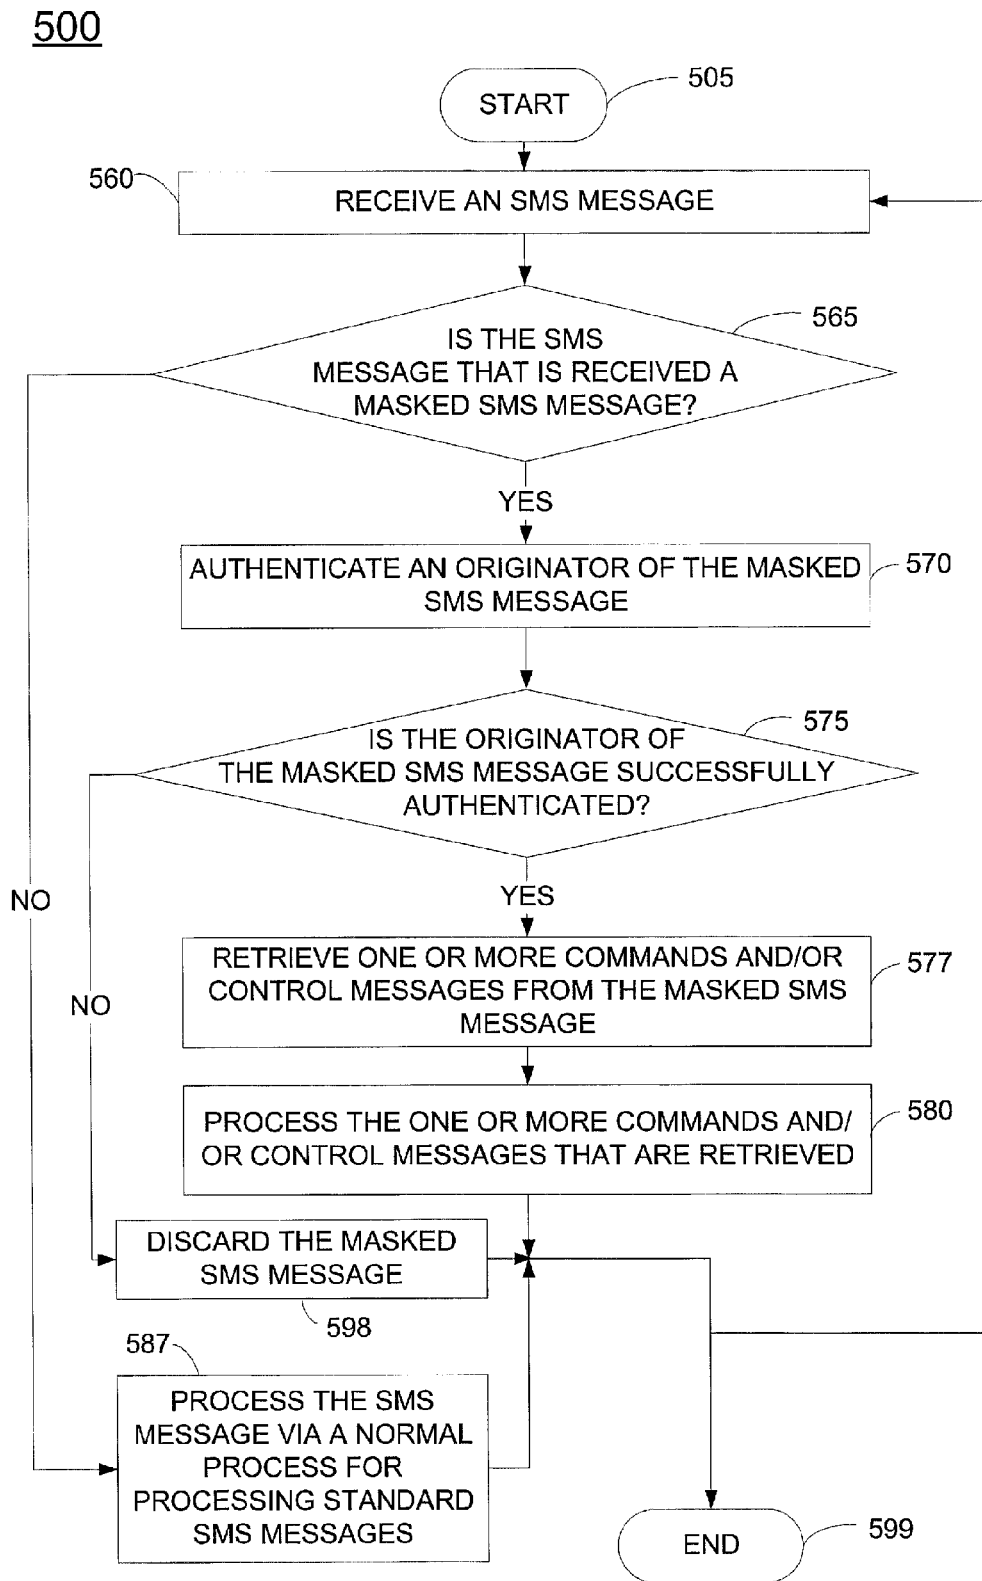 500
START
505
560
RECEIVE AN SMS MESSAGE
565
IS THE SMS
MESSAGE THAT IS RECEIVED A
MASKED SMS MESSAGE?
YES
AUTHENTICATE AN ORIGINATOR OF THE MASKED
SMS MESSAGE
570
575
IS THE ORIGINATOR OF
THE MASKED SMS MESSAGE SUCCESSFULLY
AUTHENTICATED?
NO
YES
RETRIEVE ONE OR MORE COMMANDS AND/OR
CONTROL MESSAGES FROM THE MASKED SMS
MESSAGE
577
NO
PROCESS THE ONE OR MORE COMMANDS AND/
OR CONTROL MESSAGES THAT ARE RETRIEVED
580
DISCARD THE MASKED
SMS MESSAGE
598
587
PROCESS THE SMS
MESSAGE VIA A NORMAL
PROCESS FOR
PROCESSING STANDARD
SMS MESSAGES
END
599